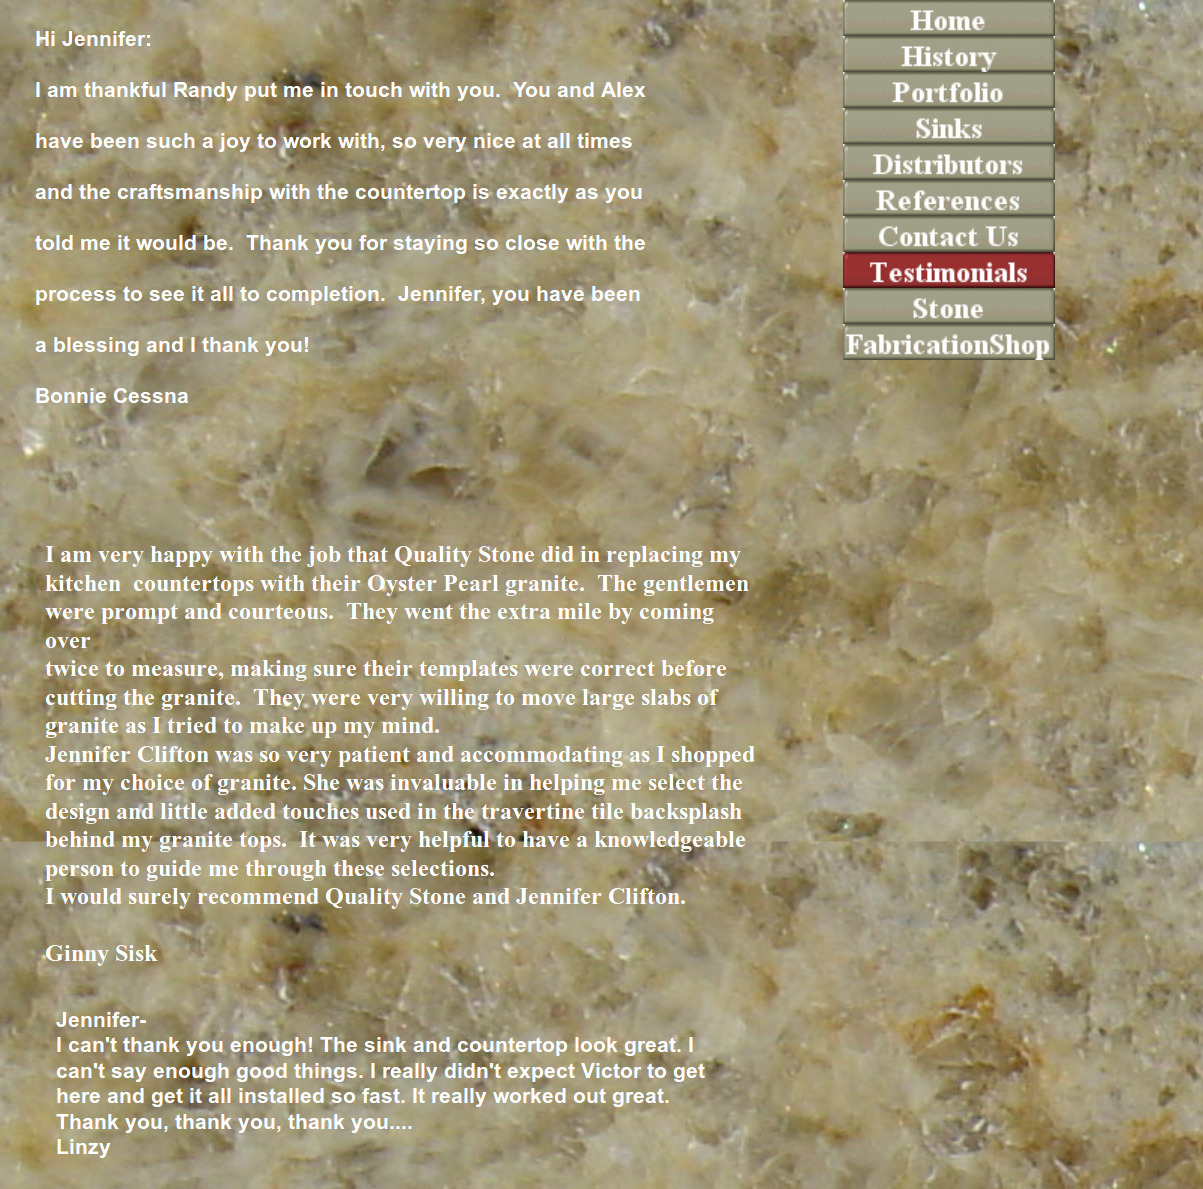 Hi Jennifer:
I am thankful Randy put me in touch with you.  You and Alex
have been such a joy to work with, so very nice at all times
and the craftsmanship with the countertop is exactly as you
told me it would be.  Thank you for staying so close with the
process to see it all to completion.  Jennifer, you have been
a blessing and I thank you!
Bonnie Cessna
I am very happy with the job that Quality Stone did in replacing my
kitchen  countertops with their Oyster Pearl granite.  The gentlemen
were prompt and courteous.  They went the extra mile by coming
over
twice to measure, making sure their templates were correct before
cutting the granite.  They were very willing to move large slabs of
granite as I tried to make up my mind.
Jennifer Clifton was so very patient and accommodating as I shopped
for my choice of granite. She was invaluable in helping me select the
design and little added touches used in the travertine tile backsplash
behind my granite tops.  It was very helpful to have a knowledgeable
person to guide me through these selections.
I would surely recommend Quality Stone and Jennifer Clifton.
Ginny Sisk
Jennifer-
I can't thank you enough! The sink and countertop look great. I
can't say enough good things. I really didn't expect Victor to get
here and get it all installed so fast. It really worked out great.
Thank you, thank you, thank you....
Linzy
Home
History
Portfolio
Sinks
Distributors
References
Contact Us
Testimonials
Stone
FabricationShop